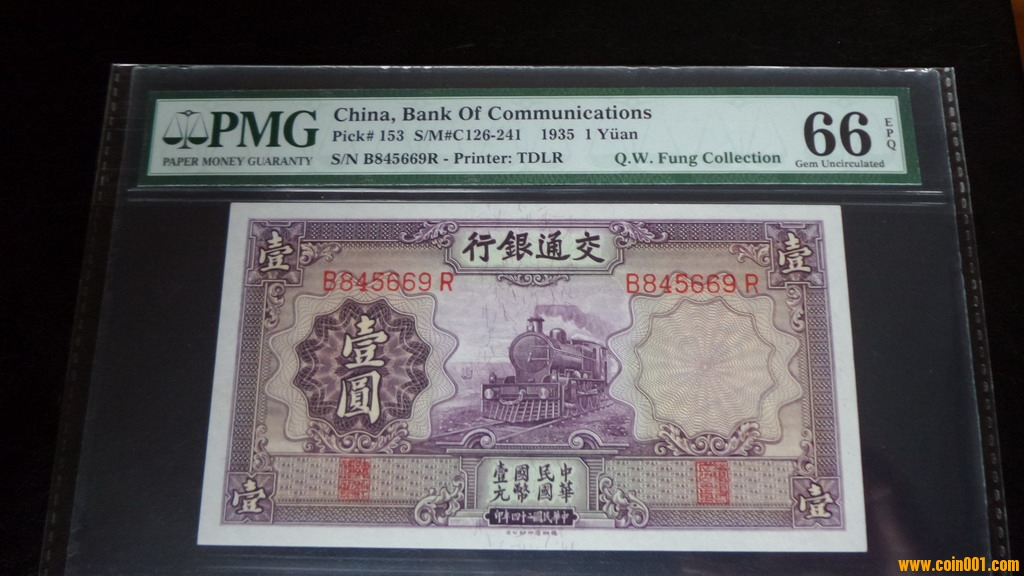 PMG
PAPER MONEY GUARANTY
China, Bank Of Communications
Pick# 153 S/M#C126-241 1935 1 Yüan
S/N B845669R - Printer: TDLR
Q.W. Fung Collection
66
EPQ
Gem Uncirculated
行銀通交
壹
壹
B845669 R
B845669 R
壹圓
中華
民國
國幣
壹元
印年四十二國民華中
壹
壹
www.coin001.com